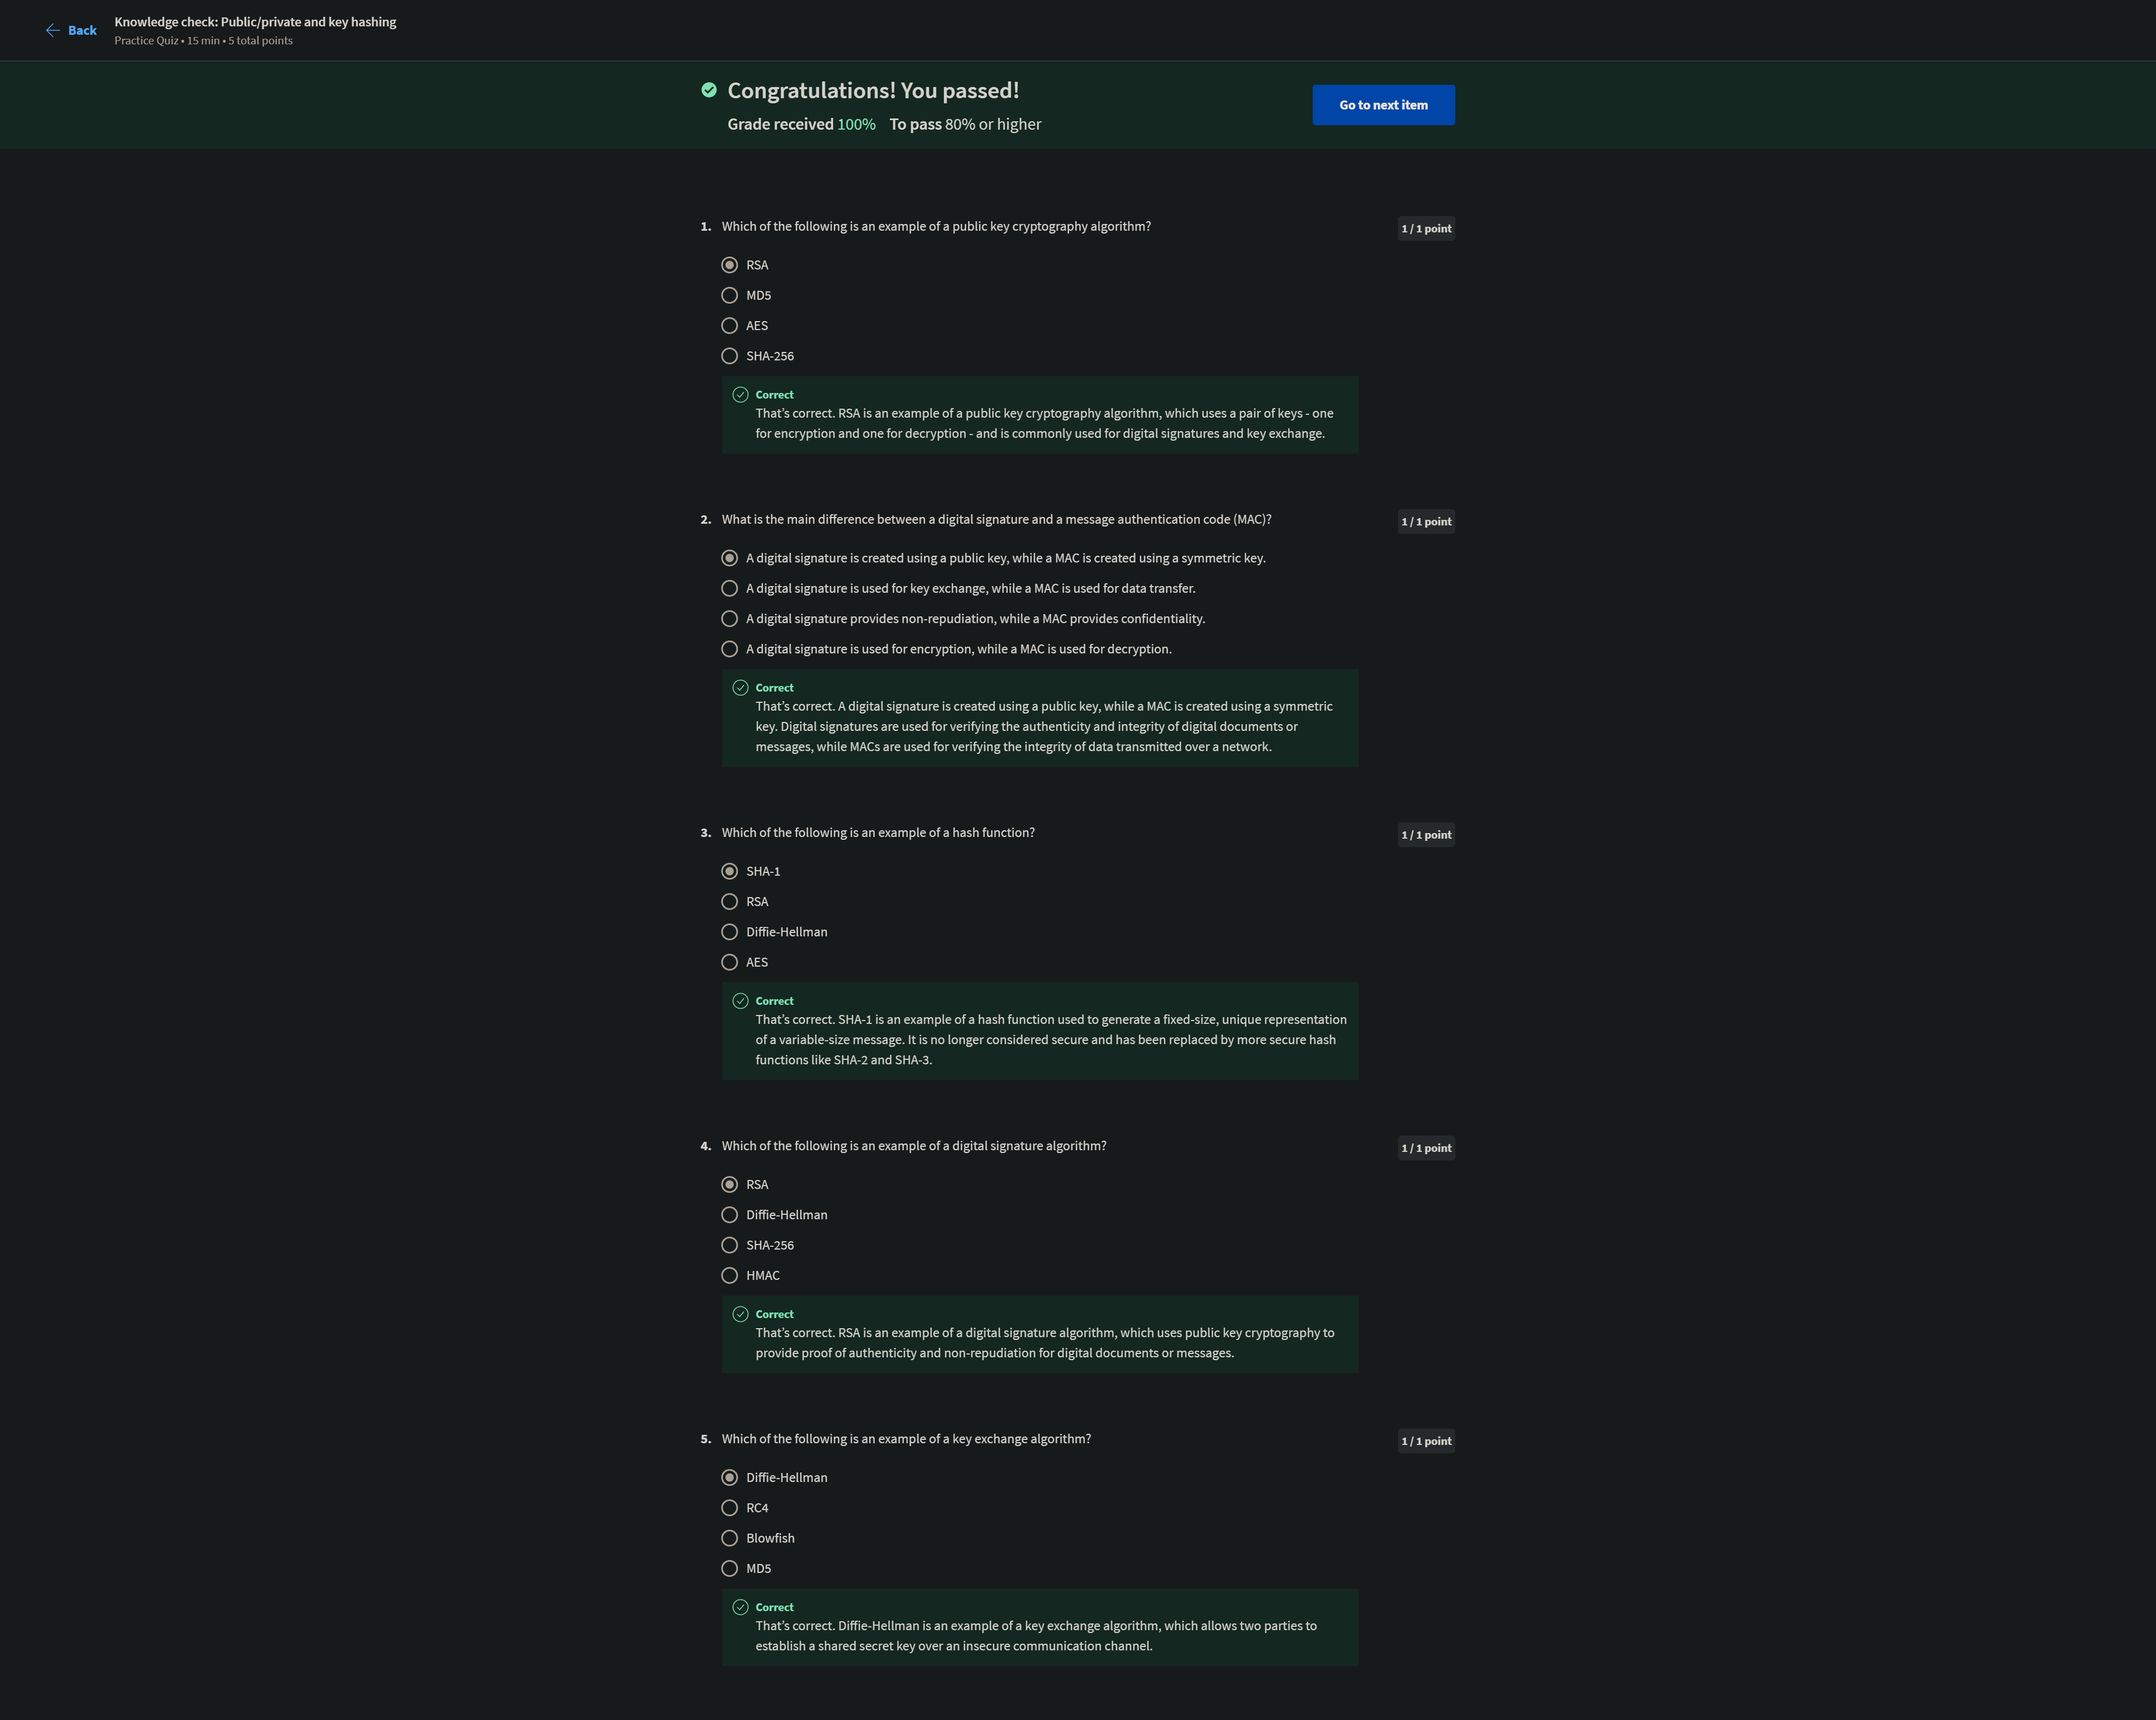 Back
Knowledge check: Public/private and key hashing
Practice Quiz • 15 min • 5 total points
Congratulations! You passed!
Grade received 100% To pass 80% or higher
Go to next item
1. Which of the following is an example of a public key cryptography algorithm?
1 / 1 point
RSA
MD5
AES
SHA-256
Correct
That’s correct. RSA is an example of a public key cryptography algorithm, which uses a pair of keys - one
for encryption and one for decryption - and is commonly used for digital signatures and key exchange.
2. What is the main difference between a digital signature and a message authentication code (MAC)?
1 / 1 point
A digital signature is created using a public key, while a MAC is created using a symmetric key.
A digital signature is used for key exchange, while a MAC is used for data transfer.
A digital signature provides non-repudiation, while a MAC provides confidentiality.
A digital signature is used for encryption, while a MAC is used for decryption.
Correct
That’s correct. A digital signature is created using a public key, while a MAC is created using a symmetric
key. Digital signatures are used for verifying the authenticity and integrity of digital documents or
messages, while MACs are used for verifying the integrity of data transmitted over a network.
3. Which of the following is an example of a hash function?
1 / 1 point
SHA-1
RSA
Diffie-Hellman
AES
Correct
That’s correct. SHA-1 is an example of a hash function used to generate a fixed-size, unique representation
of a variable-size message. It is no longer considered secure and has been replaced by more secure hash
functions like SHA-2 and SHA-3.
4. Which of the following is an example of a digital signature algorithm?
1 / 1 point
RSA
Diffie-Hellman
SHA-256
HMAC
Correct
That’s correct. RSA is an example of a digital signature algorithm, which uses public key cryptography to
provide proof of authenticity and non-repudiation for digital documents or messages.
5. Which of the following is an example of a key exchange algorithm?
1 / 1 point
Diffie-Hellman
RC4
Blowfish
MD5
Correct
That’s correct. Diffie-Hellman is an example of a key exchange algorithm, which allows two parties to
establish a shared secret key over an insecure communication channel.